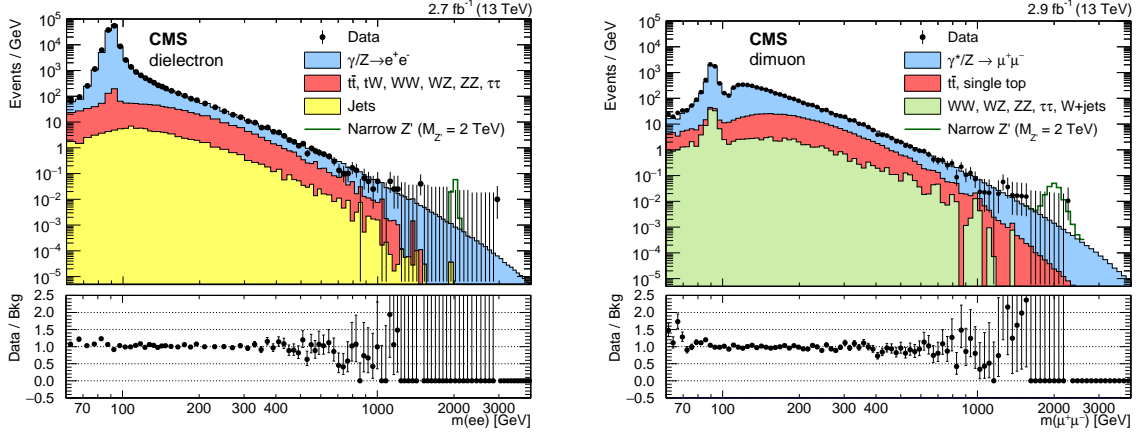 2.7 fb⁻¹ (13 TeV)
Events / GeV
10⁵
10⁴
10³
10²
10
1
10⁻¹
10⁻²
10⁻³
10⁻⁴
10⁻⁵
CMS
dielectron
Data
γ/Z→e⁺e⁻
tt̄, tW, WW, WZ, ZZ, ττ
Jets
Narrow Z' (M_Z' = 2 TeV)
Data / Bkg
2.5
2.0
1.5
1.0
0.5
0.0
−0.5
70 100 200 300 400 1000 2000 3000
m(ee) [GeV]
2.9 fb⁻¹ (13 TeV)
Events / GeV
10⁵
10⁴
10³
10²
10
1
10⁻¹
10⁻²
10⁻³
10⁻⁴
10⁻⁵
CMS
dimuon
Data
γ*/Z → μ⁺μ⁻
tt̄, single top
WW, WZ, ZZ, ττ, W+jets
Narrow Z' (M_Z' = 2 TeV)
Data / Bkg
2.5
2.0
1.5
1.0
0.5
0.0
−0.5
70 100 200 300 400 1000 2000 3000
m(μ⁺μ⁻) [GeV]